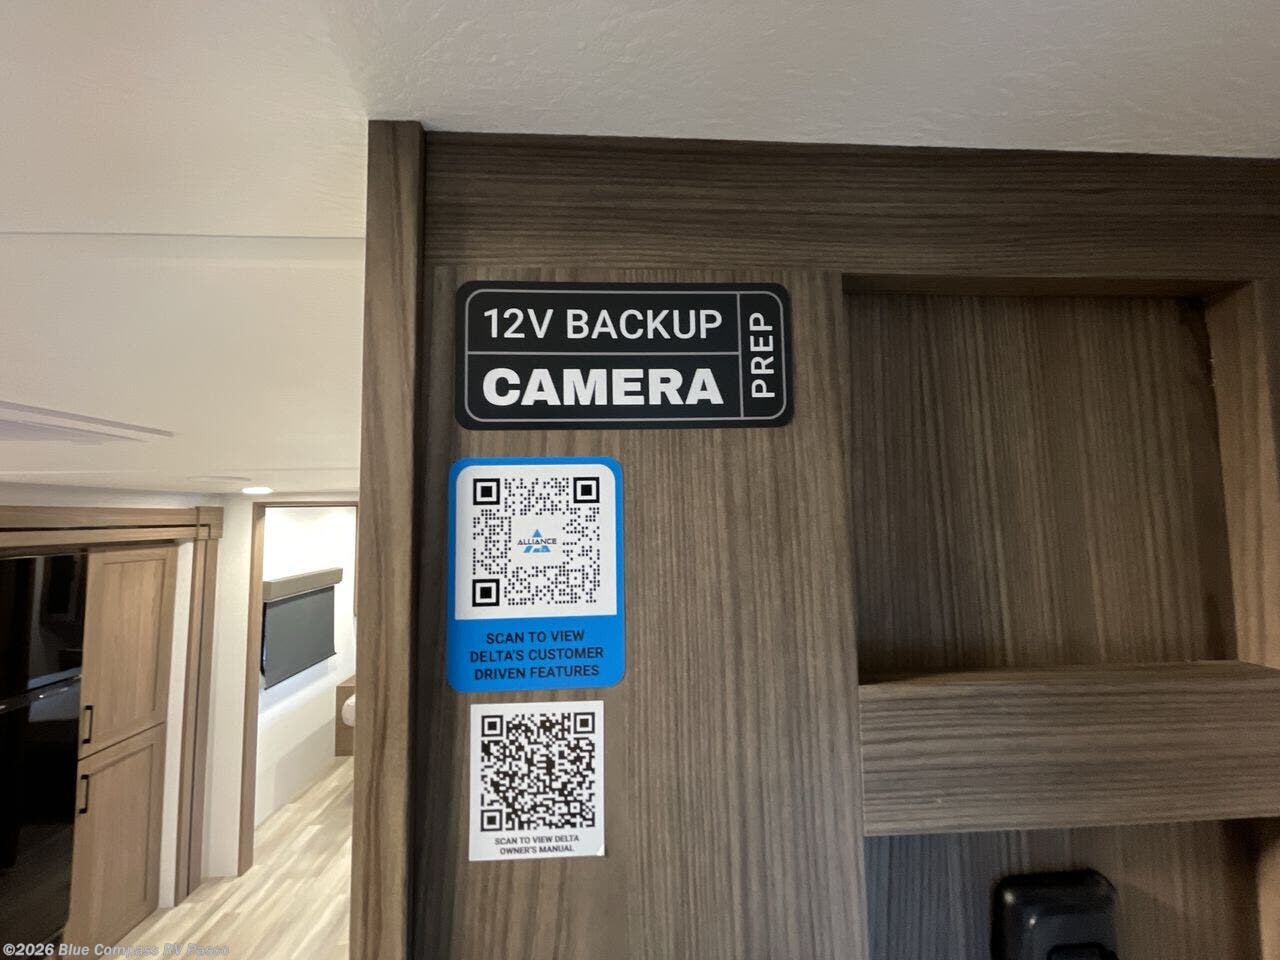 12V BACKUP
CAMERA
PREP
ALLIANCE
SCAN TO VIEW
DELTA'S CUSTOMER
DRIVEN FEATURES
SCAN TO VIEW DELTA
OWNER'S MANUAL
©2026 Blue Compass RV Pasco